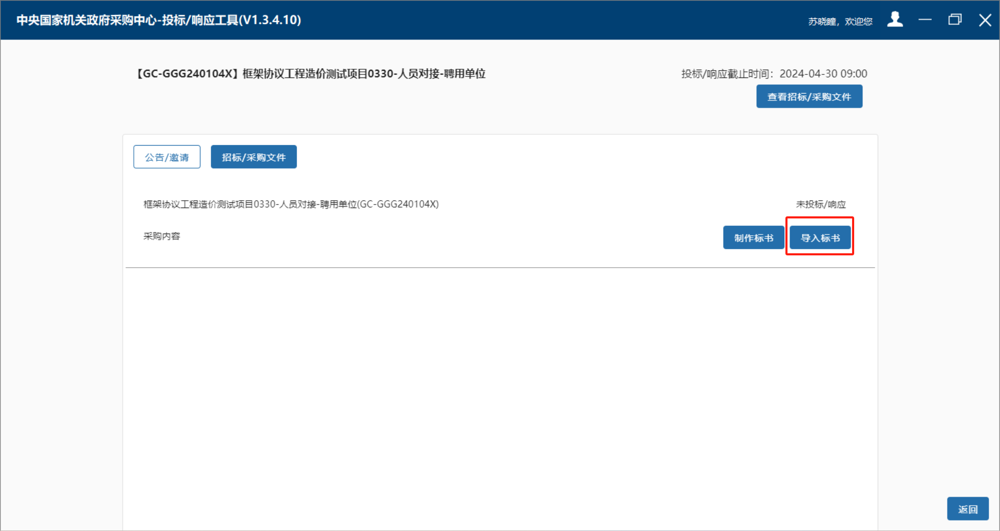 中央国家机关政府采购中心-投标/响应工具(V1.3.4.10)
苏晓瞳，欢迎您
【GC-GGG240104X】框架协议工程造价测试项目0330-人员对接-聘用单位
投标/响应截止时间：2024-04-30 09:00
查看招标/采购文件
公告/邀请
招标/采购文件
框架协议工程造价测试项目0330-人员对接-聘用单位(GC-GGG240104X)
未投标/响应
采购内容
制作标书
导入标书
返回